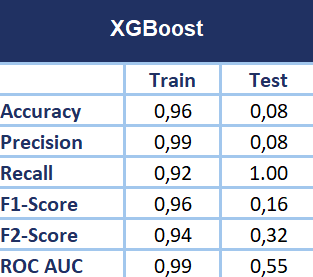 XGBoost
Train Test
Accuracy 0,96 0,08
Precision 0,99 0,08
Recall 0,92 1.00
F1-Score 0,96 0,16
F2-Score 0,94 0,32
ROC AUC 0,99 0,55